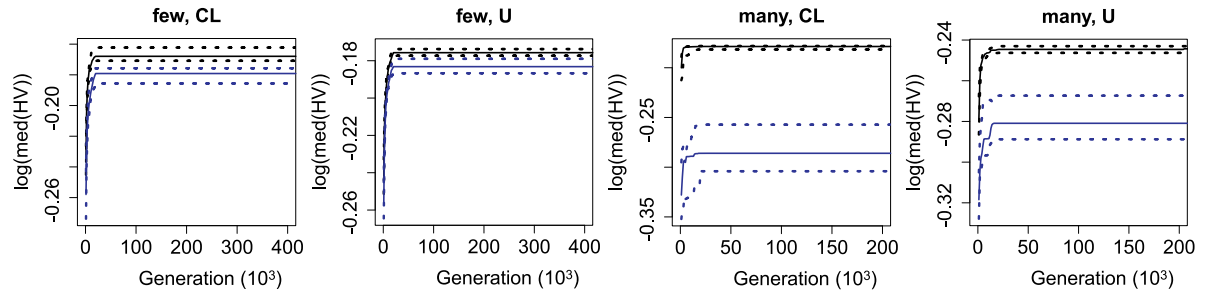 few, CL
few, U
many, CL
many, U
log(med(HV))
-0.20
-0.26
0 100 200 300 400
Generation (10³)
log(med(HV))
-0.18
-0.22
-0.26
0 100 200 300 400
Generation (10³)
log(med(HV))
-0.25
-0.35
0 50 100 150 200
Generation (10³)
log(med(HV))
-0.24
-0.28
-0.32
0 50 100 150 200
Generation (10³)